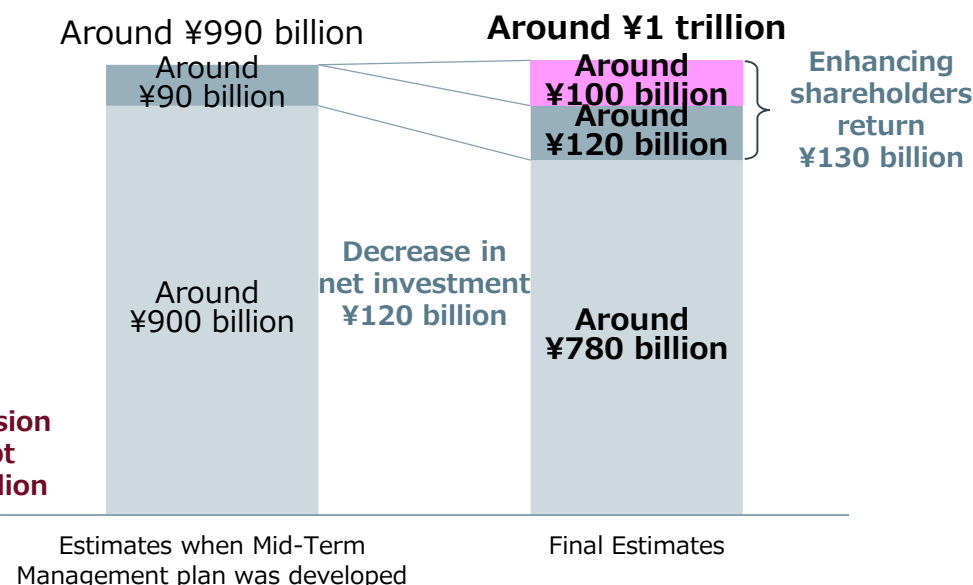 Around ¥990 billion
Around
¥90 billion
Around
¥900 billion
Decrease in
net investment
¥120 billion
Around ¥1 trillion
Around
¥100 billion
Around
¥120 billion
Around
¥780 billion
Enhancing
shareholders
return
¥130 billion
Estimates when Mid-Term
Management plan was developed
Final Estimates